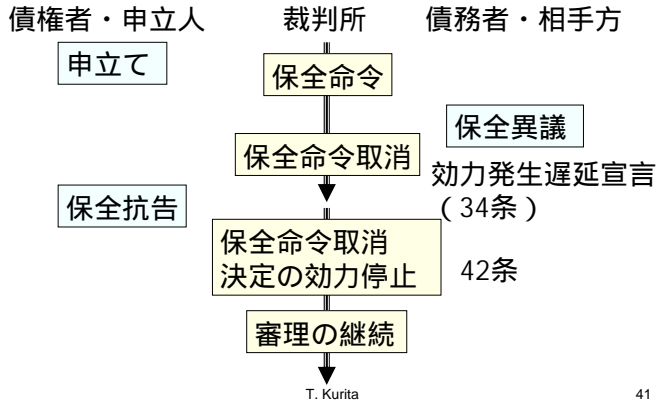 債権者・申立人 裁判所 債務者・相手方
申立て
保全命令
保全異議
保全命令取消
効力発生遅延宣言
(34条)
保全抗告
保全命令取消
決定の効力停止
42条
審理の継続
T. Kurita
41